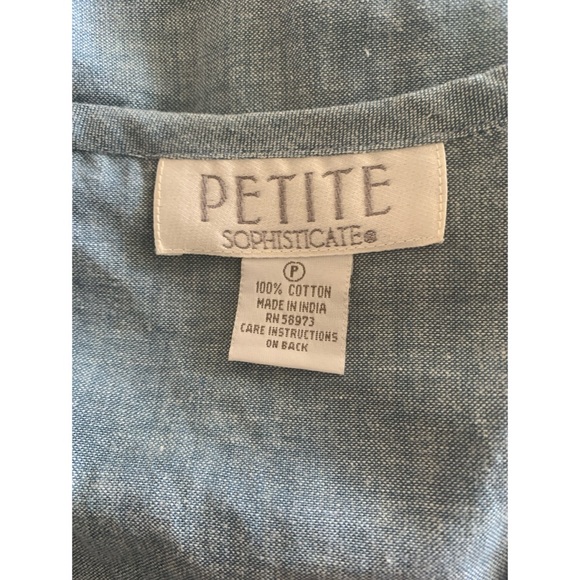 PETITE
SOPHISTICATE®
P
100% COTTON
MADE IN INDIA
RN 58973
CARE INSTRUCTIONS
ON BACK